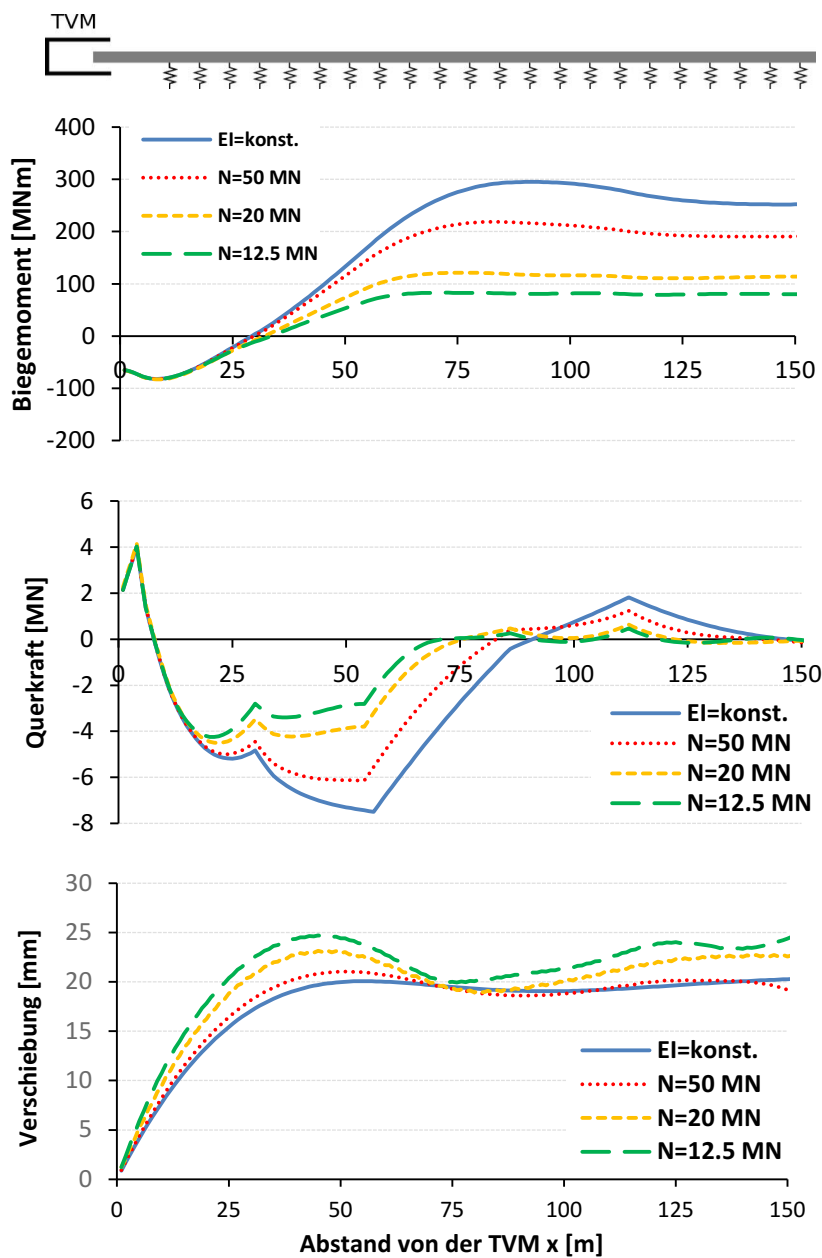 TVM
Biegemoment [MNm]
400
300
200
100
0
-100
-200
0 25 50 75 100 125 150
EI=konst.
N=50 MN
N=20 MN
N=12.5 MN
Querkraft [MN]
6
4
2
0
-2
-4
-6
-8
0 25 50 75 100 125 150
EI=konst.
N=50 MN
N=20 MN
N=12.5 MN
Verschiebung [mm]
30
25
20
15
10
5
0
0 25 50 75 100 125 150
EI=konst.
N=50 MN
N=20 MN
N=12.5 MN
Abstand von der TVM x [m]